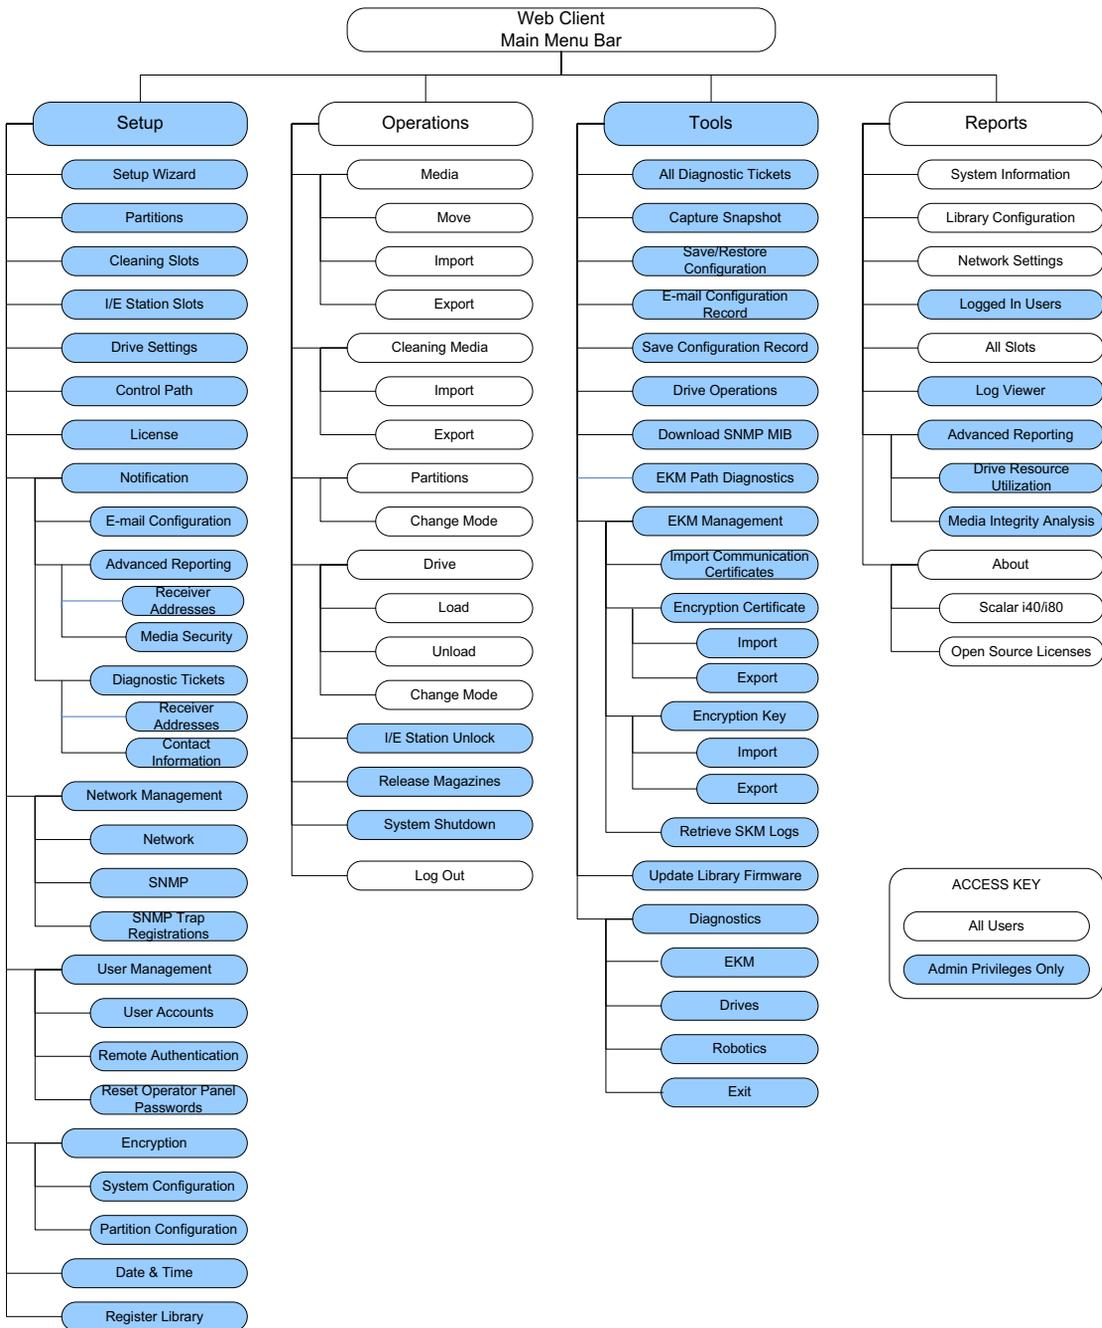 Web Client
Main Menu Bar
Setup
Setup Wizard
Partitions
Cleaning Slots
I/E Station Slots
Drive Settings
Control Path
License
Notification
E-mail Configuration
Advanced Reporting
Receiver
Addresses
Media Security
Diagnostic Tickets
Receiver
Addresses
Contact
Information
Network Management
Network
SNMP
SNMP Trap
Registrations
User Management
User Accounts
Remote Authentication
Reset Operator Panel
Passwords
Encryption
System Configuration
Partition Configuration
Date & Time
Register Library
Operations
Media
Move
Import
Export
Cleaning Media
Import
Export
Partitions
Change Mode
Drive
Load
Unload
Change Mode
I/E Station Unlock
Release Magazines
System Shutdown
Log Out
Tools
All Diagnostic Tickets
Capture Snapshot
Save/Restore
Configuration
E-mail Configuration
Record
Save Configuration Record
Drive Operations
Download SNMP MIB
EKM Path Diagnostics
EKM Management
Import Communication
Certificates
Encryption Certificate
Import
Export
Encryption Key
Import
Export
Retrieve SKM Logs
Update Library Firmware
Diagnostics
EKM
Drives
Robotics
Exit
Reports
System Information
Library Configuration
Network Settings
Logged In Users
All Slots
Log Viewer
Advanced Reporting
Drive Resource
Utilization
Media Integrity Analysis
About
Scalar i40/i80
Open Source Licenses
ACCESS KEY
All Users
Admin Privileges Only